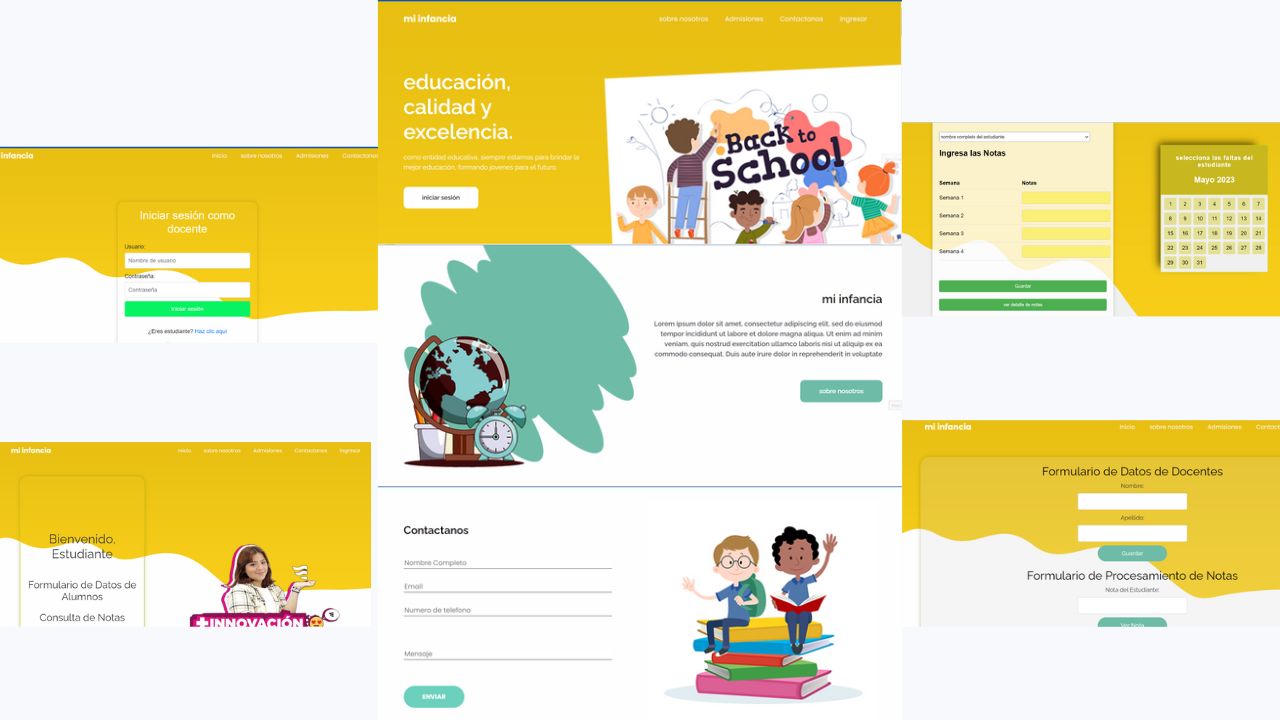 infancia
Inicio
sobre nosotros
Admisiones
Contactanos
Iniciar sesión como
docente
Usuario:
Nombre de usuario
Contraseña:
Contraseña
Iniciar sesión
¿Eres estudiante? Haz clic aquí
mi infancia
Inicio
sobre nosotros
Admisiones
Contactanos
Ingresar
Bienvenido,
Estudiante
Formulario de Datos de
Alumnos
Consulta de Notas
+INNOVACIÓN
mi infancia
sobre nosotros
Admisiones
Contactanos
Ingresar
educación,
calidad y
excelencia.
como entidad educativa, siempre estamos para brindar la
mejor educación, formando jovenes para el futuro.
iniciar sesión
Back to
School
mi infancia
Lorem ipsum dolor sit amet, consectetur adipiscing elit, sed do eiusmod
tempor incididunt ut labore et dolore magna aliqua. Ut enim ad minim
veniam, quis nostrud exercitation ullamco laboris nisi ut aliquip ex ea
commodo consequat. Duis aute irure dolor in reprehenderit in voluptate
sobre nosotros
Contactanos
Nombre Completo
Email
Numero de telefono
Mensaje
ENVIAR
nombre completo del estudiante
Ingresa las Notas
Semana Notas
Semana 1
Semana 2
Semana 3
Semana 4
Guardar
ver detalle de notas
selecciona las faltas del
estudiante
Mayo 2023
1 2 3 4 5 6 7
8 9 10 11 12 13 14
15 16 17 18 19 20 21
22 23 24 25 26 27 28
29 30 31
mi infancia
Inicio
sobre nosotros
Admisiones
Contact
Formulario de Datos de Docentes
Nombre:
Apellido:
Guardar
Formulario de Procesamiento de Notas
Nota del Estudiante:
Ver Nota